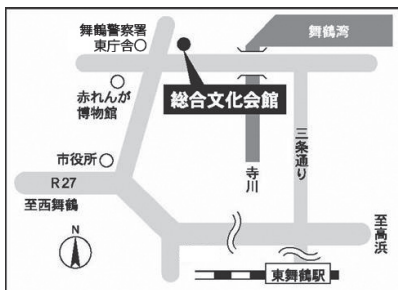 舞鶴警察署
東庁舎
舞鶴湾
赤れんが
博物館
総合文化会館
三条通り
市役所
寺川
R27
至西舞鶴
至高浜
N
東舞鶴駅